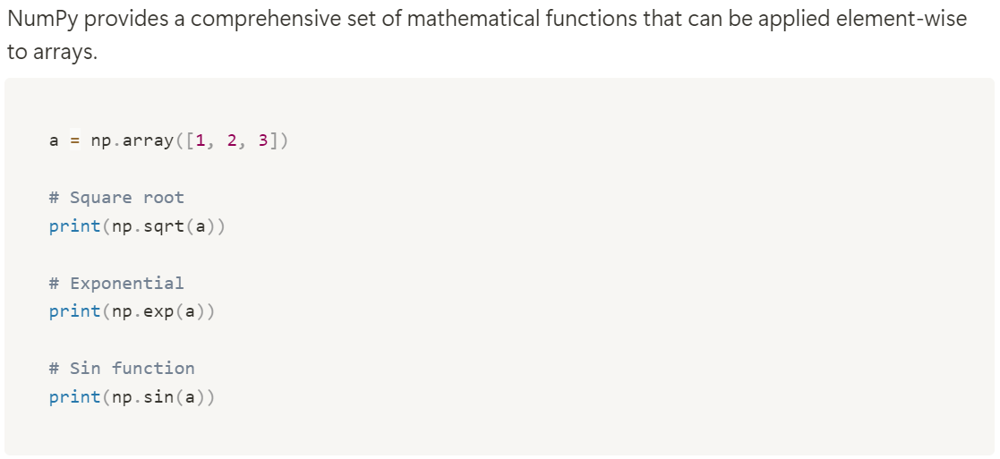 NumPy provides a comprehensive set of mathematical functions that can be applied element-wise
to arrays.
a = np.array([1, 2, 3])
# Square root
print(np.sqrt(a))
# Exponential
print(np.exp(a))
# Sin function
print(np.sin(a))